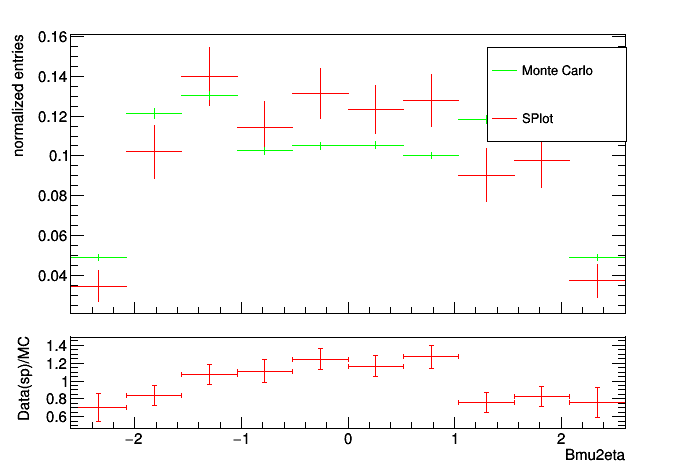 normalized entries
0.16
0.14
0.12
0.1
0.08
0.06
0.04
Monte Carlo
SPlot
Data(sp)/MC
1.4
1.2
1
0.8
0.6
−2 −1 0 1 2
Bmu2eta